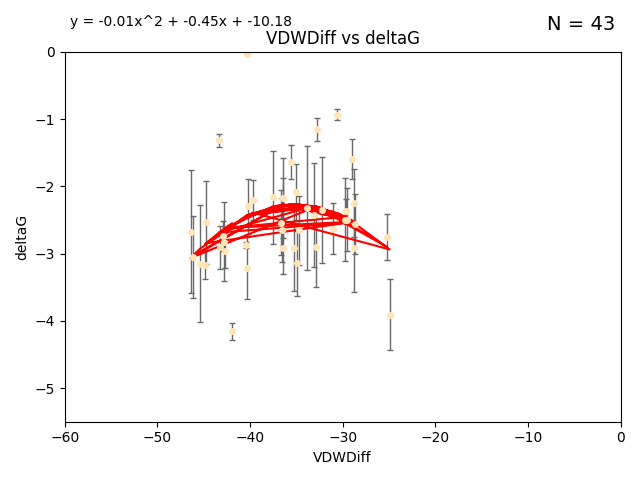 y = -0.01x^2 + -0.45x + -10.18
N = 43
VDWDiff vs deltaG
0
−1
−2
−3
−4
−5
deltaG
−60 −50 −40 −30 −20 −10 0
VDWDiff